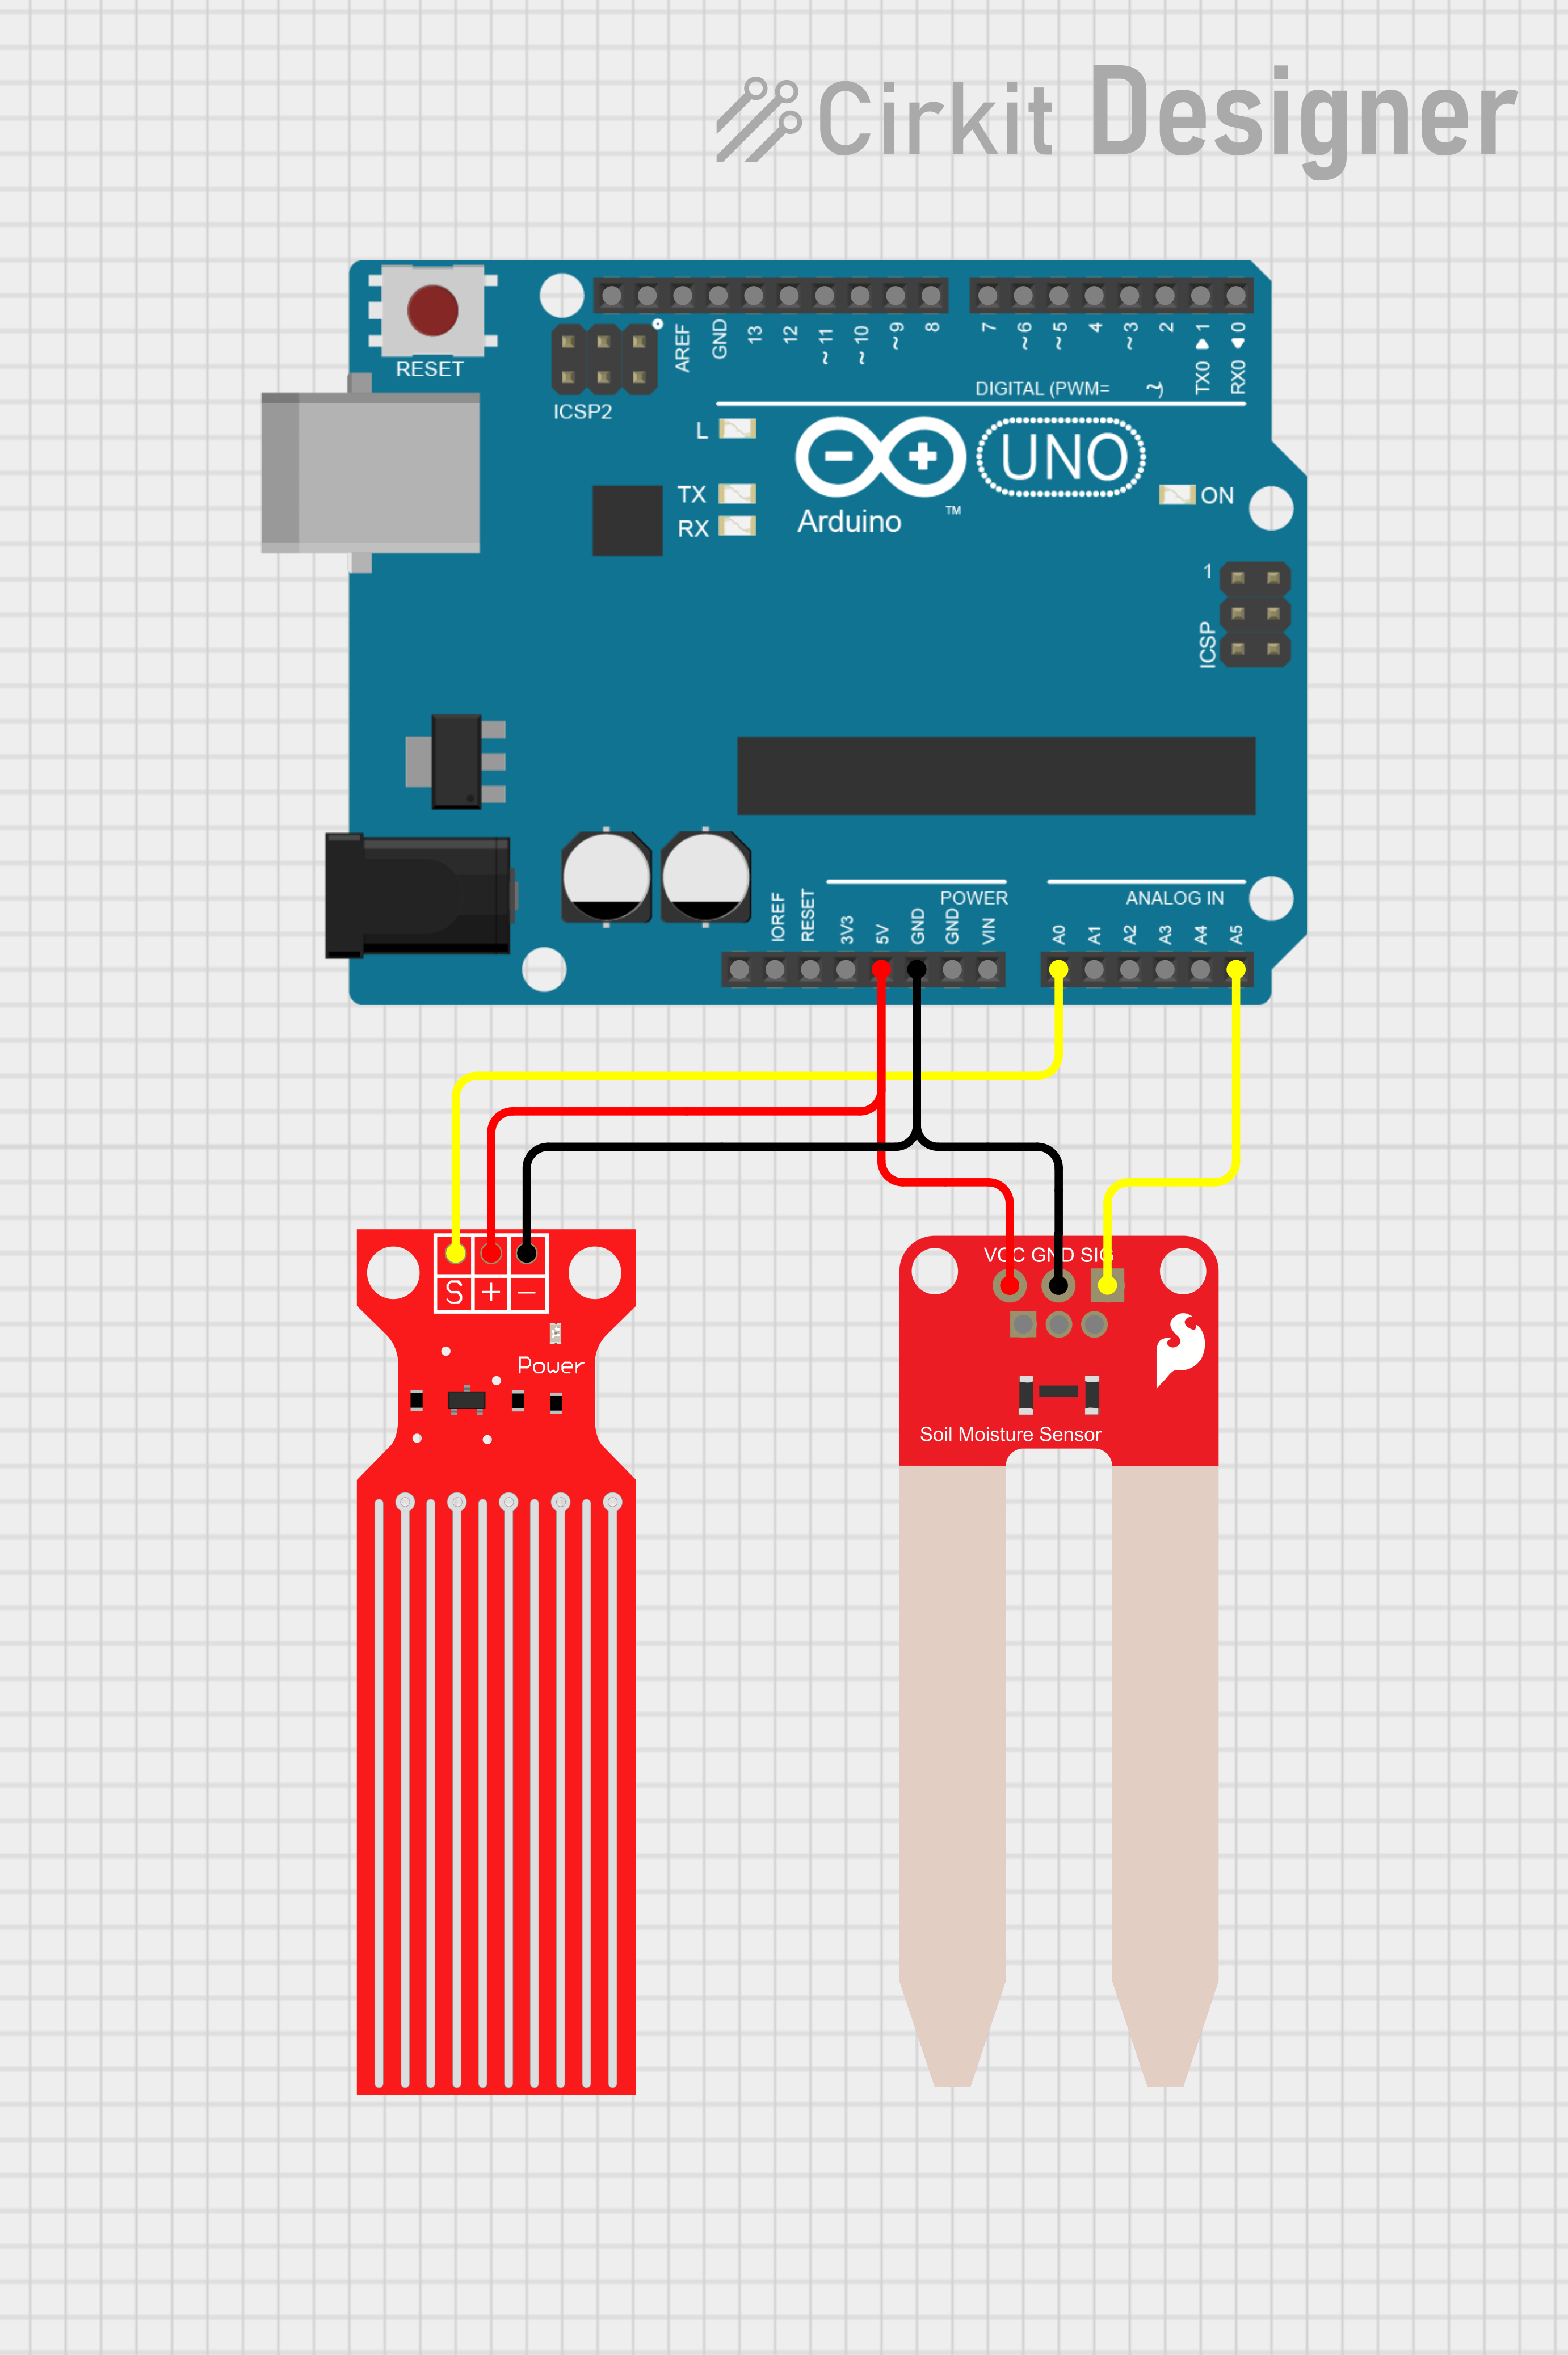 Cirkit Designer
RESET
ICSP2
AREF
GND
13
12
~11
~10
~9
8
7
~6
~5
4
~3
2
TX0 ▶ 1
RX0 ◀ 0
DIGITAL (PWM= ~)
L
TX
RX
UNO
Arduino
™
ON
1
ICSP
IOREF
RESET
3V3
5V
GND
GND
VIN
POWER
ANALOG IN
A0
A1
A2
A3
A4
A5
S + −
Power
VCC GND SIG
Soil Moisture Sensor